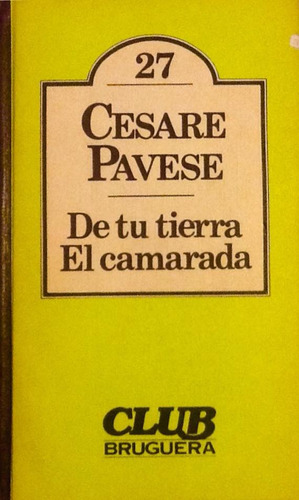 27
CESARE
PAVESE
De tu tierra
El camarada
CLUB
BRUGUERA